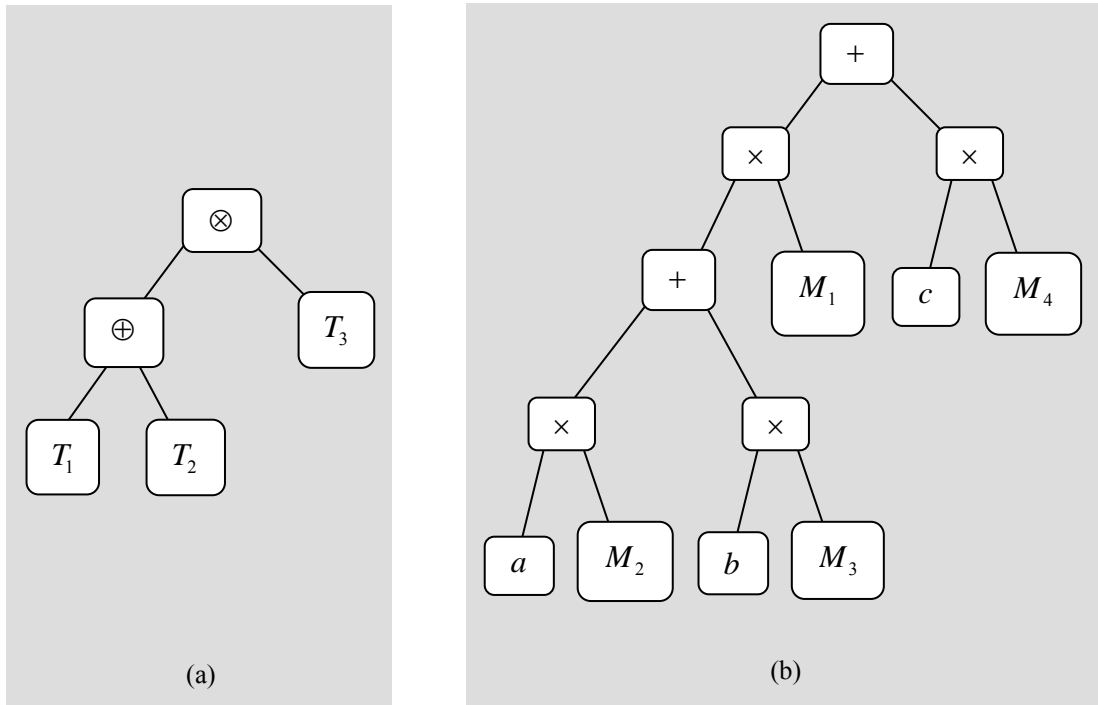 ⊗
⊕ T₃
T₁ T₂
(a)
+
× ×
+ M₁ c M₄
× ×
a M₂ b M₃
(b)